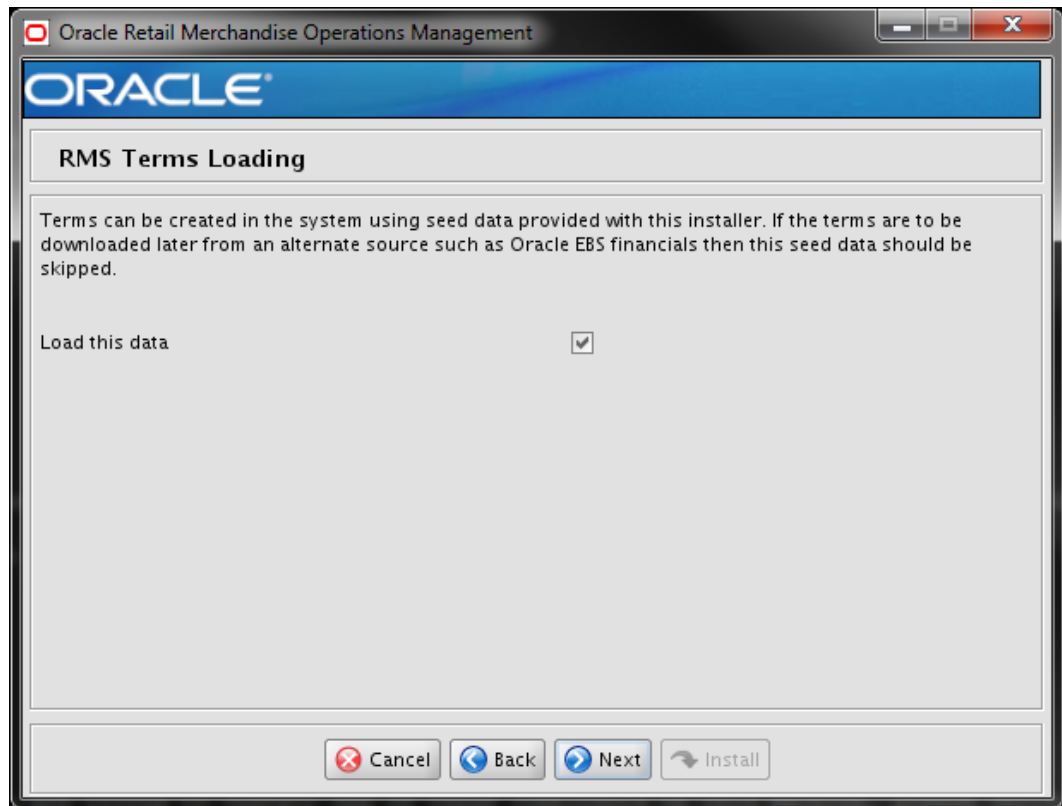 Oracle Retail Merchandise Operations Management
ORACLE®
RMS Terms Loading
Terms can be created in the system using seed data provided with this installer. If the terms are to be
downloaded later from an alternate source such as Oracle EBS financials then this seed data should be
skipped.
Load this data
Cancel Back Next Install